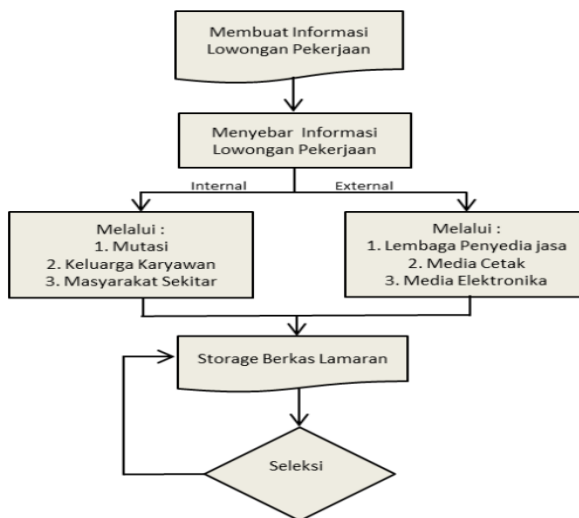 Membuat Informasi
Lowongan Pekerjaan
Menyebar Informasi
Lowongan Pekerjaan
Internal
External
Melalui :
1. Mutasi
2. Keluarga Karyawan
3. Masyarakat Sekitar
Melalui :
1. Lembaga Penyedia jasa
2. Media Cetak
3. Media Elektronika
Storage Berkas Lamaran
Seleksi